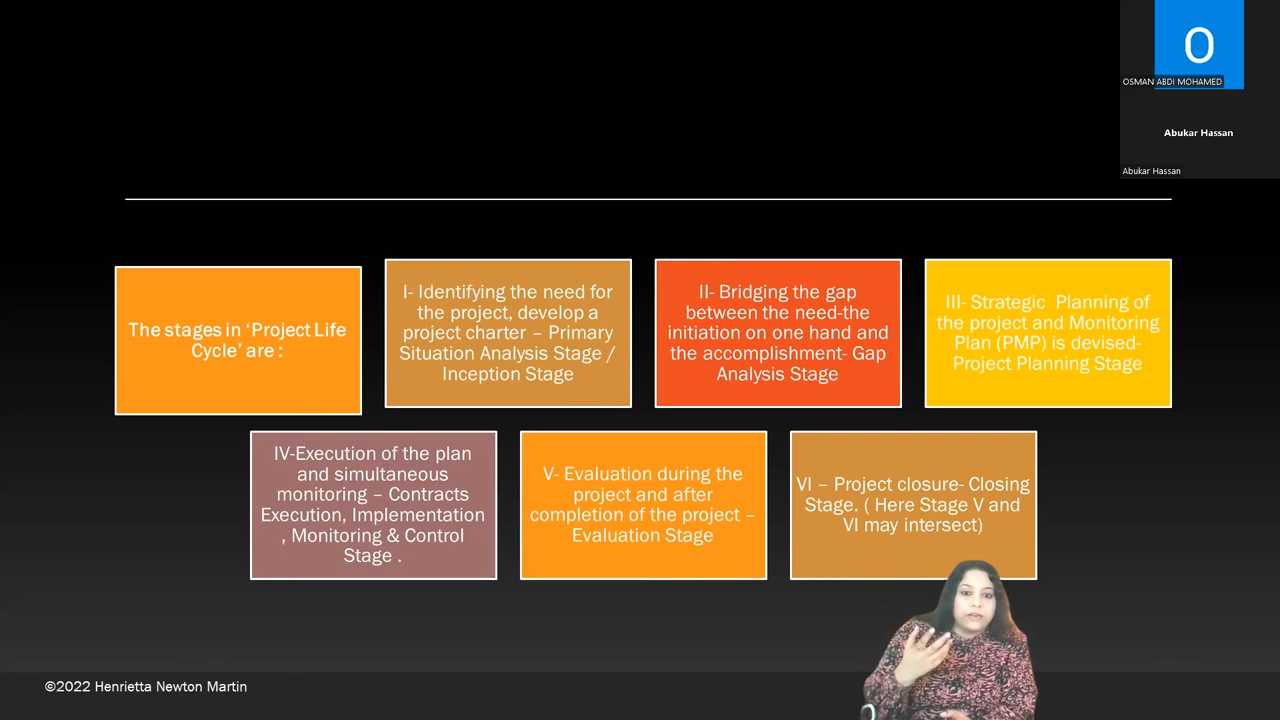 O
OSMAN ABDI MOHAMED
Abukar Hassan
Abukar Hassan
The stages in ‘Project Life
Cycle’ are :
I- Identifying the need for
the project, develop a
project charter – Primary
Situation Analysis Stage /
Inception Stage
II- Bridging the gap
between the need-the
initiation on one hand and
the accomplishment- Gap
Analysis Stage
III- Strategic  Planning of
the project and Monitoring
Plan (PMP) is devised-
Project Planning Stage
IV-Execution of the plan
and simultaneous
monitoring – Contracts
Execution, Implementation
, Monitoring & Control
Stage .
V- Evaluation during the
project and after
completion of the project –
Evaluation Stage
VI – Project closure- Closing
Stage. ( Here Stage V and
VI may intersect)
©2022 Henrietta Newton Martin